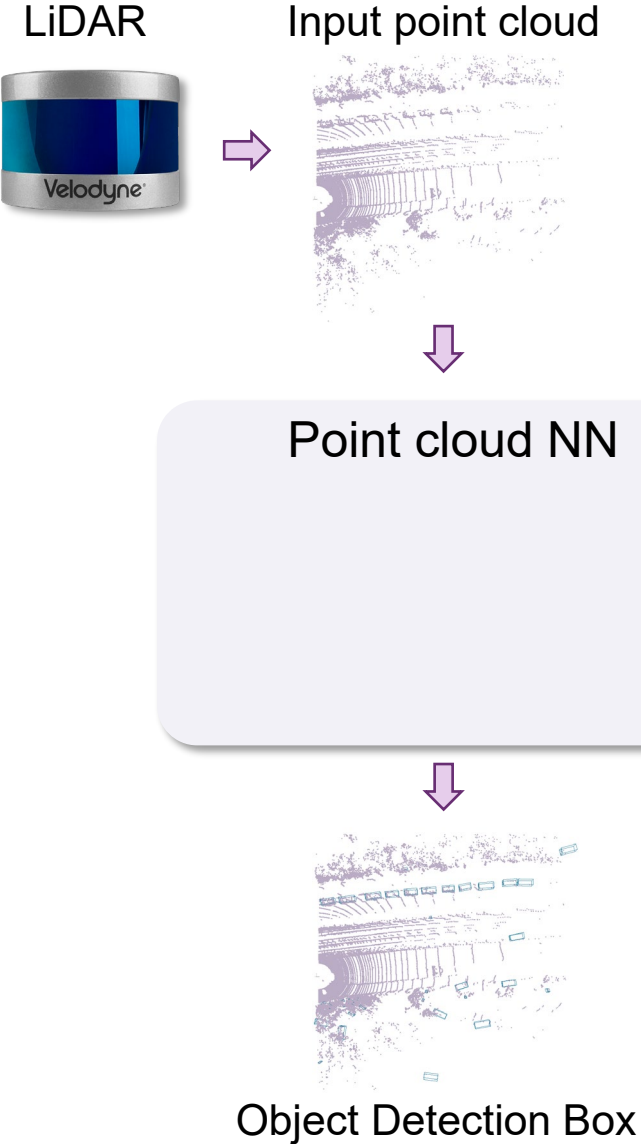 LiDAR
Input point cloud
Velodyne
Point cloud NN
Object Detection Box